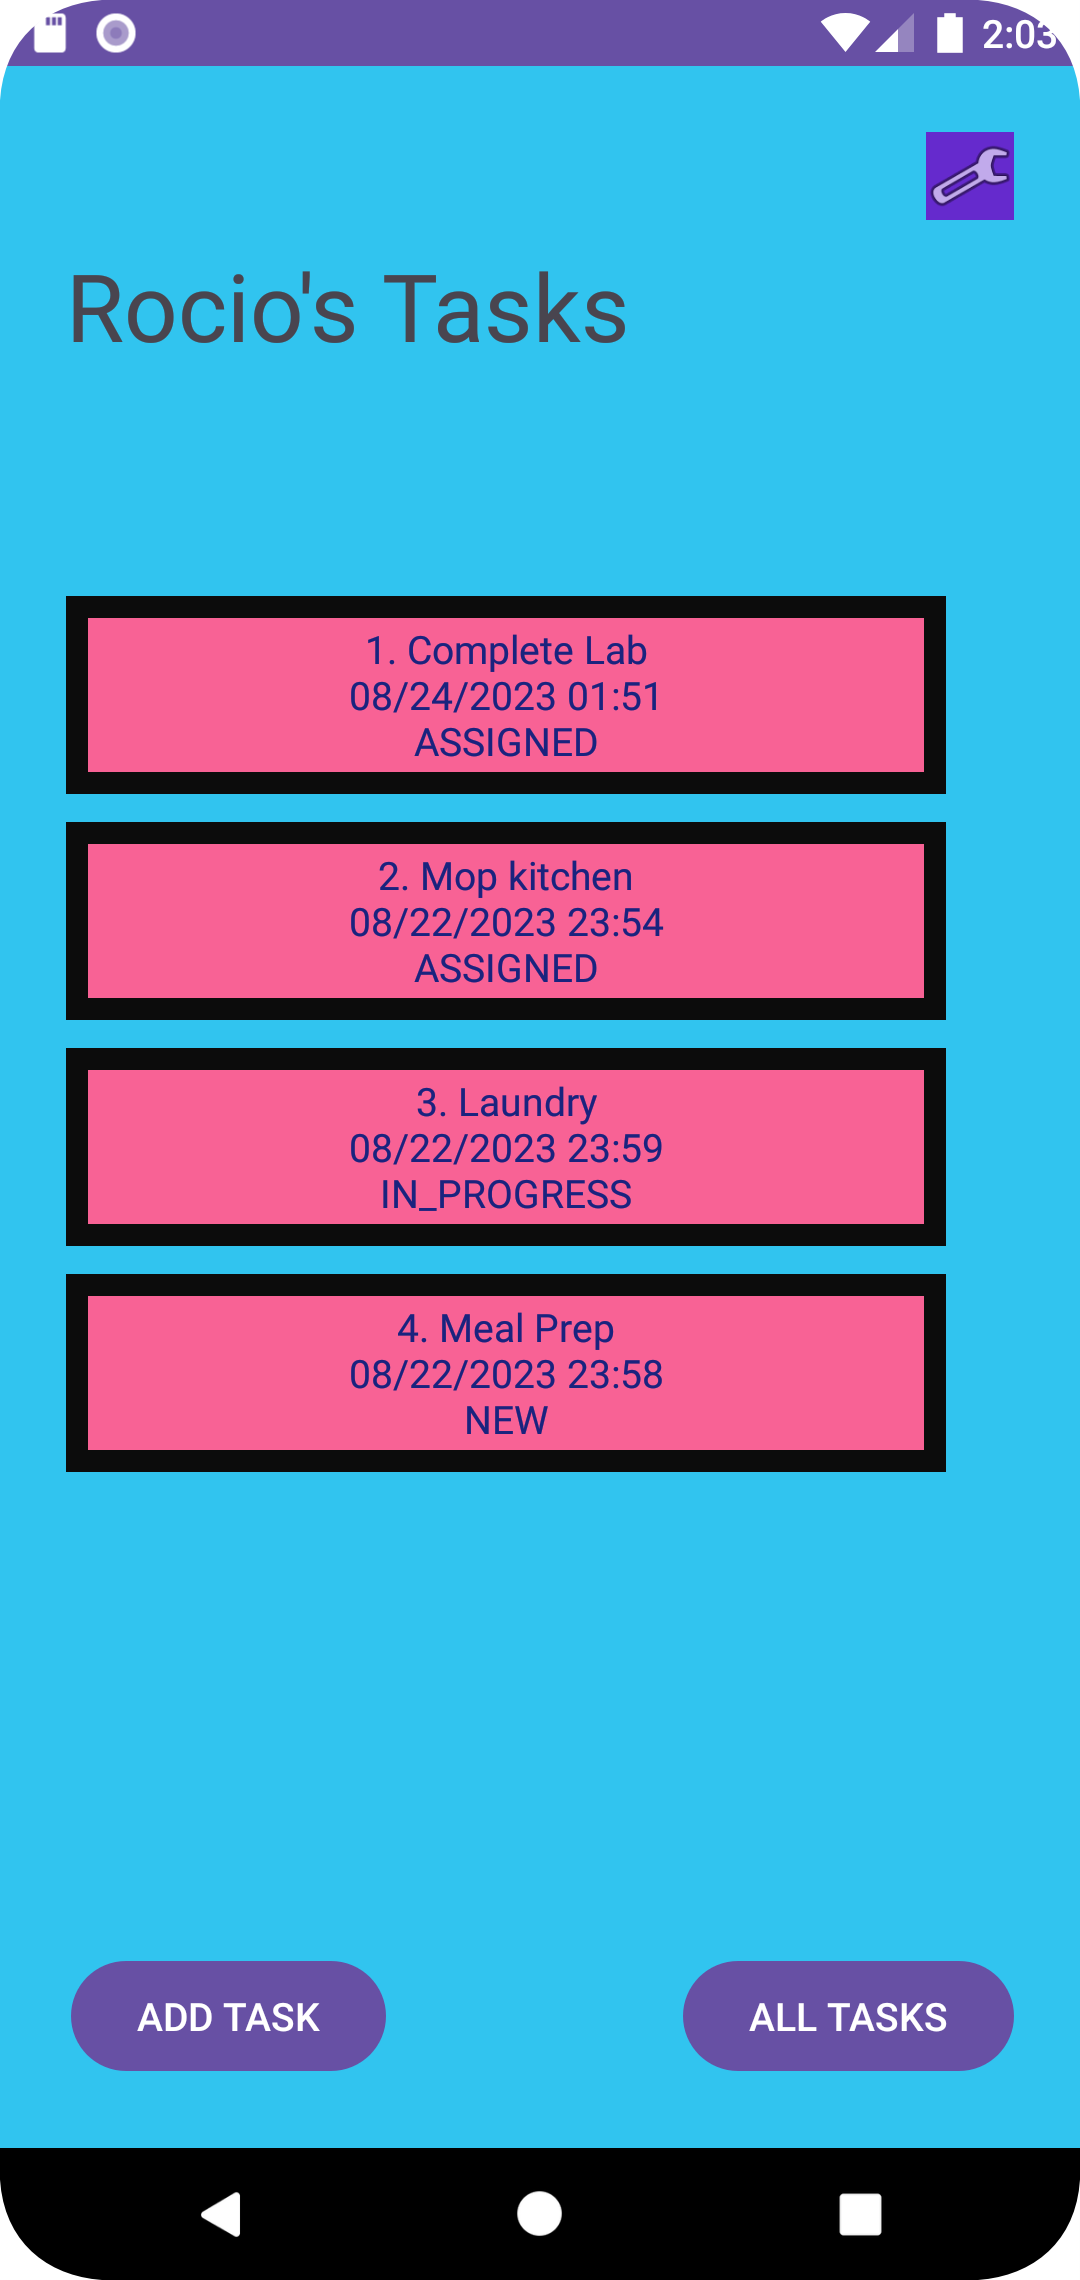 2:03
Rocio's Tasks
1. Complete Lab
08/24/2023 01:51
ASSIGNED
2. Mop kitchen
08/22/2023 23:54
ASSIGNED
3. Laundry
08/22/2023 23:59
IN_PROGRESS
4. Meal Prep
08/22/2023 23:58
NEW
ADD TASK
ALL TASKS